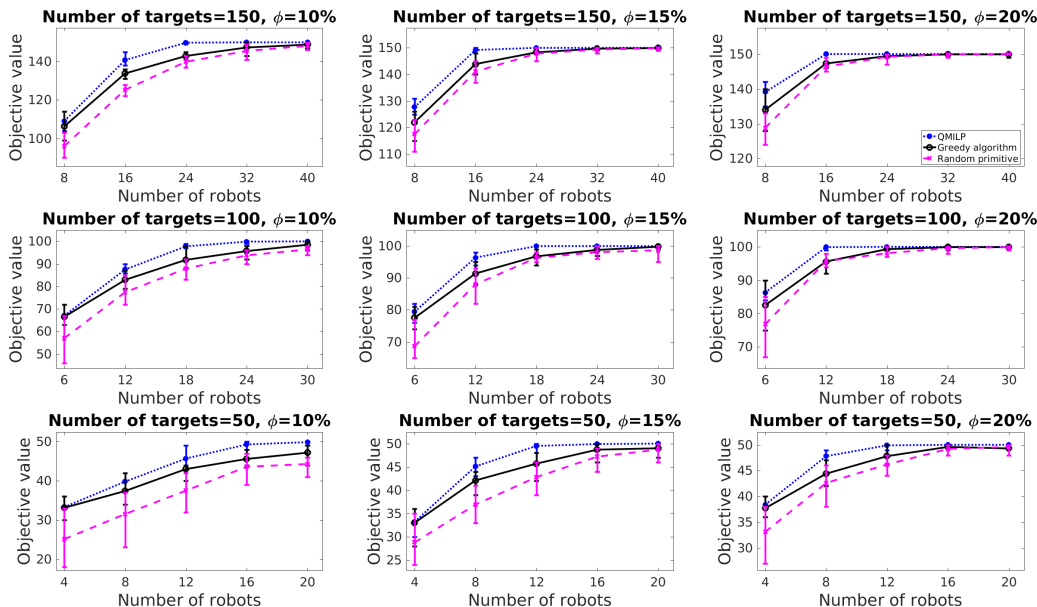 Number of targets=150, ϕ=10%
Objective value
140
120
100
8 16 24 32 40
Number of robots
Number of targets=150, ϕ=15%
Objective value
150
140
130
120
110
8 16 24 32 40
Number of robots
Number of targets=150, ϕ=20%
Objective value
150
140
130
120
QMILP
Greedy algorithm
Random primitive
8 16 24 32 40
Number of robots
Number of targets=100, ϕ=10%
Objective value
100
90
80
70
60
50
6 12 18 24 30
Number of robots
Number of targets=100, ϕ=15%
Objective value
100
90
80
70
6 12 18 24 30
Number of robots
Number of targets=100, ϕ=20%
Objective value
100
90
80
70
6 12 18 24 30
Number of robots
Number of targets=50, ϕ=10%
Objective value
50
40
30
20
4 8 12 16 20
Number of robots
Number of targets=50, ϕ=15%
Objective value
50
45
40
35
30
25
4 8 12 16 20
Number of robots
Number of targets=50, ϕ=20%
Objective value
50
45
40
35
30
4 8 12 16 20
Number of robots